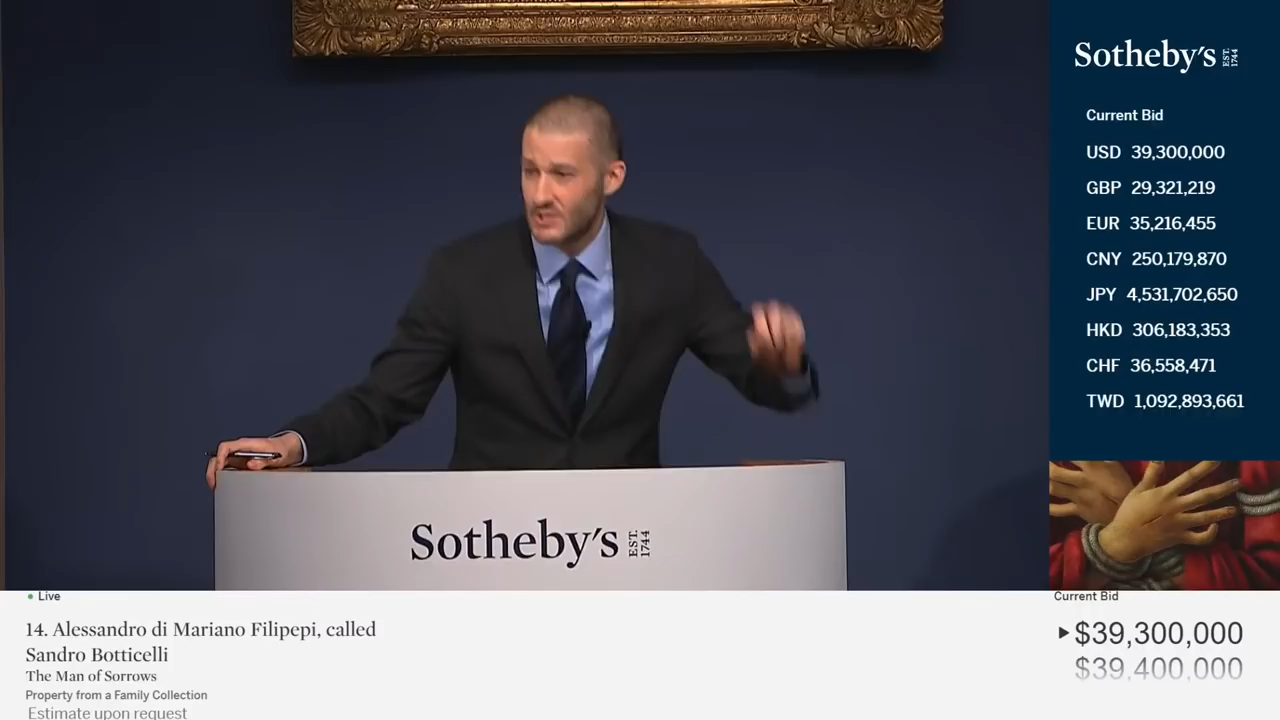 Sotheby's EST. 1744
Current Bid
USD 39,300,000
GBP 29,321,219
EUR 35,216,455
CNY 250,179,870
JPY 4,531,702,650
HKD 306,183,353
CHF 36,558,471
TWD 1,092,893,661
Sotheby's EST. 1744
Live
14. Alessandro di Mariano Filipepi, called
Sandro Botticelli
The Man of Sorrows
Property from a Family Collection
Estimate upon request
Current Bid
$39,300,000
$39,400,000